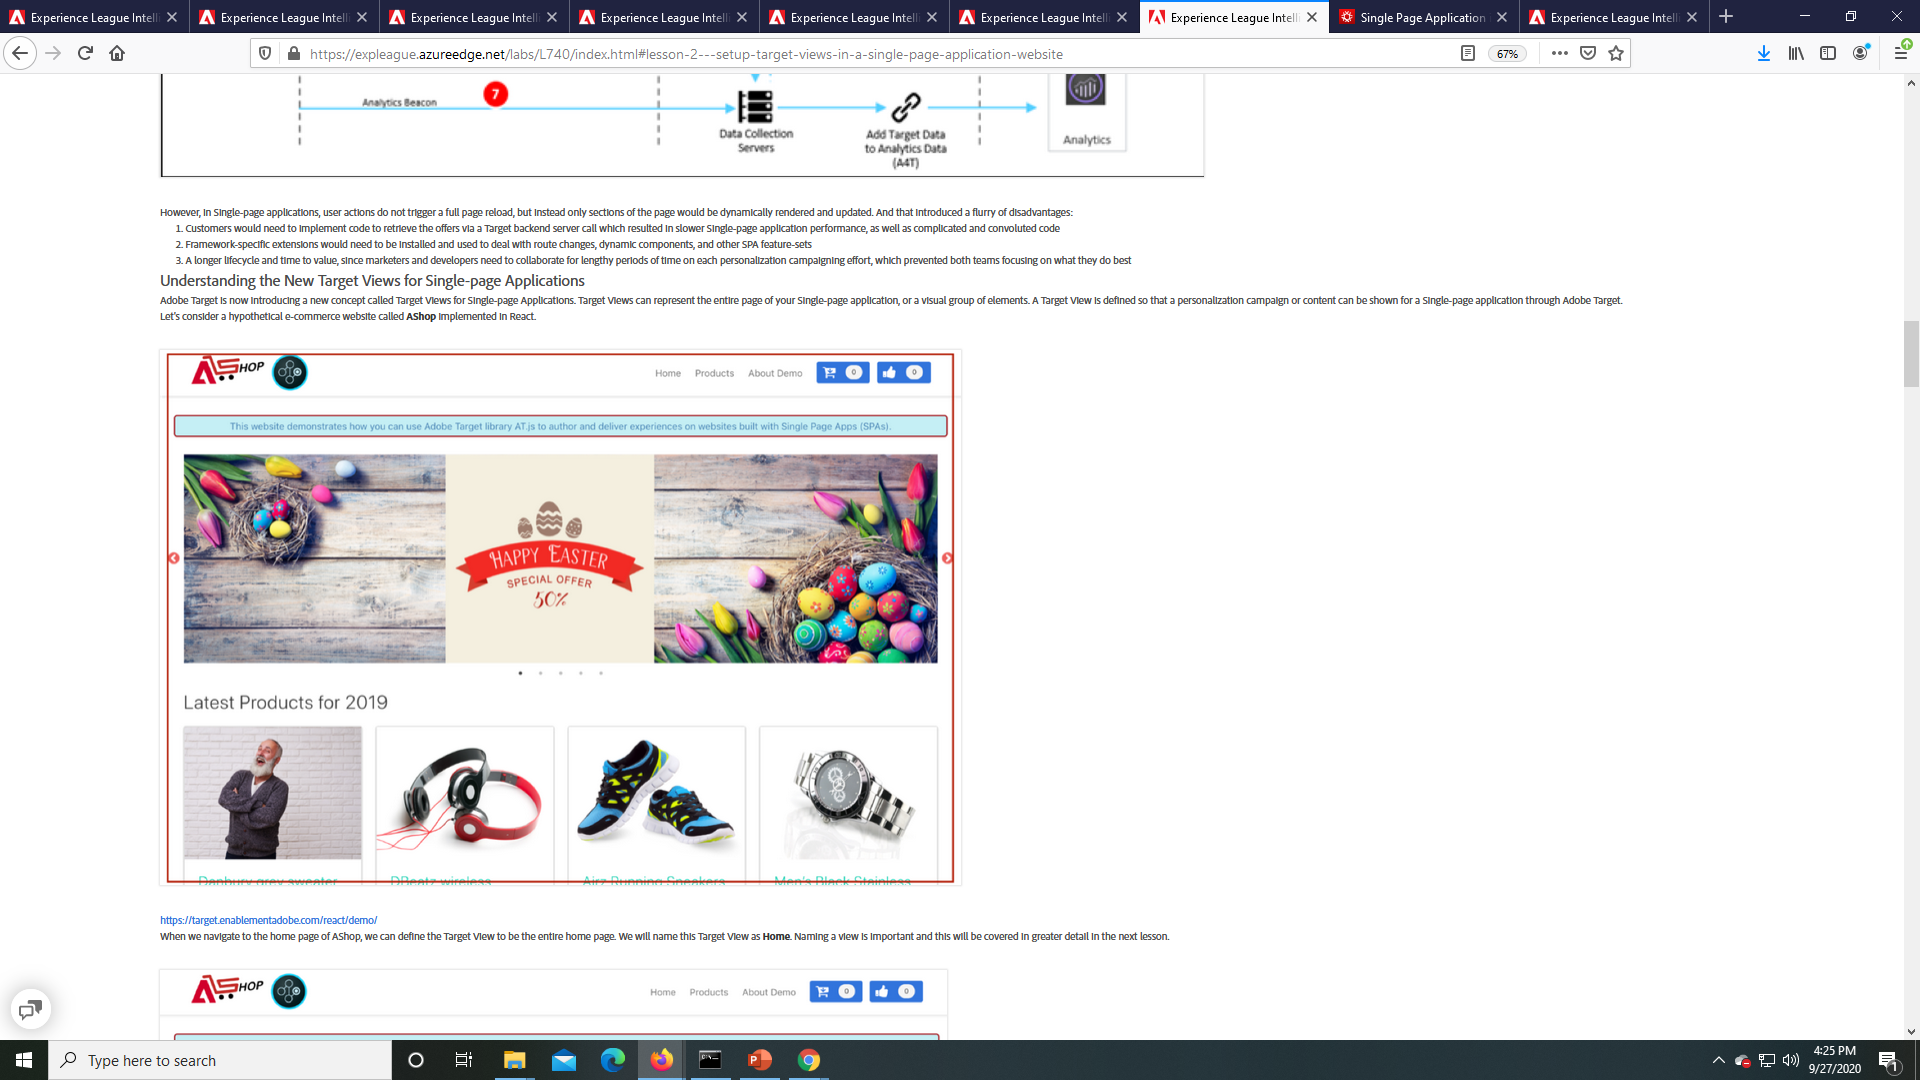 Experience League Intelli
Experience League Intelli
Experience League Intelli
Experience League Intelli
Experience League Intelli
Experience League Intelli
Experience League Intelli
Single Page Application
Experience League Intelli
https://expleague.azureedge.net/labs/L740/index.html#lesson-2---setup-target-views-in-a-single-page-application-website
67%
Analytics Beacon
7
Data Collection
Servers
Add Target Data
to Analytics Data
(A4T)
Analytics
However, in Single-page applications, user actions do not trigger a full page reload, but instead only sections of the page would be dynamically rendered and updated. And that introduced a flurry of disadvantages:
1. Customers would need to implement code to retrieve the offers via a Target backend server call which resulted in slower Single-page application performance, as well as complicated and convoluted code
2. Framework-specific extensions would need to be installed and used to deal with route changes, dynamic components, and other SPA feature-sets
3. A longer lifecycle and time to value, since marketers and developers need to collaborate for lengthy periods of time on each personalization campaigning effort, which prevented both teams focusing on what they do best
Understanding the New Target Views for Single-page Applications
Adobe Target is now introducing a new concept called Target Views for Single-page Applications. Target Views can represent the entire page of your Single-page application, or a visual group of elements. A Target View is defined so that a personalization campaign or content can be shown for a Single-page application through Adobe Target.
Let's consider a hypothetical e-commerce website called AShop implemented in React.
ASHOP
Home Products About Demo 0 0
This website demonstrates how you can use Adobe Target library AT.js to author and deliver experiences on websites built with Single Page Apps (SPAs).
HAPPY EASTER
SPECIAL OFFER
50%
Latest Products for 2019
Danbury grey sweater
DBeatz wireless
Airz Running Sneakers
Men's Black Stainless
https://target.enablementadobe.com/react/demo/
When we navigate to the home page of AShop, we can define the Target View to be the entire home page. We will name this Target View as Home. Naming a view is important and this will be covered in greater detail in the next lesson.
ASHOP
Home Products About Demo 0 0
Type here to search
4:25 PM
9/27/2020
1